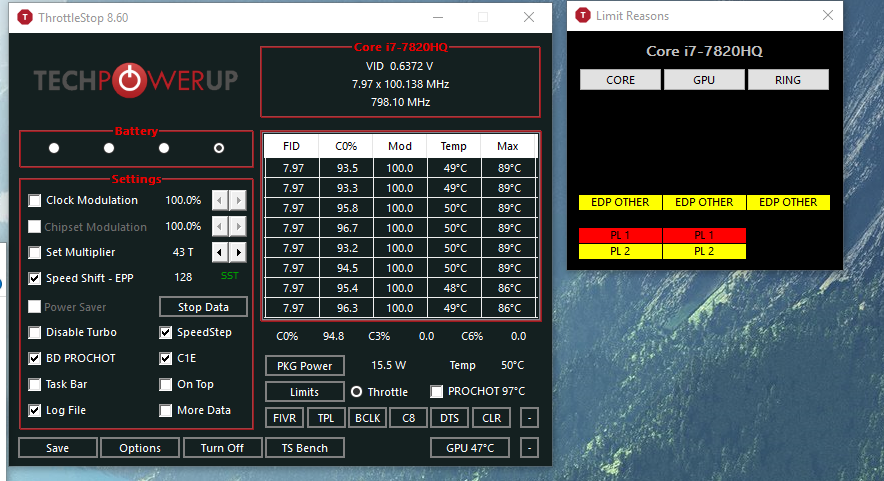 ThrottleStop 8.60
TECHPOWERUP
Core i7-7820HQ
VID 0.6372 V
7.97 x 100.138 MHz
798.10 MHz
Battery
Settings
Clock Modulation 100.0%
Chipset Modulation 100.0%
Set Multiplier 43 T
Speed Shift - EPP 128 SST
Power Saver Stop Data
Disable Turbo SpeedStep
BD PROCHOT C1E
Task Bar On Top
Log File More Data
FID C0% Mod Temp Max
7.97 93.5 100.0 49°C 89°C
7.97 93.3 100.0 49°C 89°C
7.97 95.8 100.0 50°C 89°C
7.97 96.7 100.0 50°C 89°C
7.97 93.2 100.0 50°C 89°C
7.97 94.5 100.0 50°C 89°C
7.97 95.4 100.0 48°C 86°C
7.97 96.3 100.0 49°C 86°C
C0% 94.8 C3% 0.0 C6% 0.0
PKG Power 15.5 W Temp 50°C
Limits Throttle PROCHOT 97°C
FIVR TPL BCLK C8 DTS CLR -
Save Options Turn Off TS Bench GPU 47°C -
Limit Reasons
Core i7-7820HQ
CORE GPU RING
EDP OTHER EDP OTHER EDP OTHER
PL 1 PL 1
PL 2 PL 2